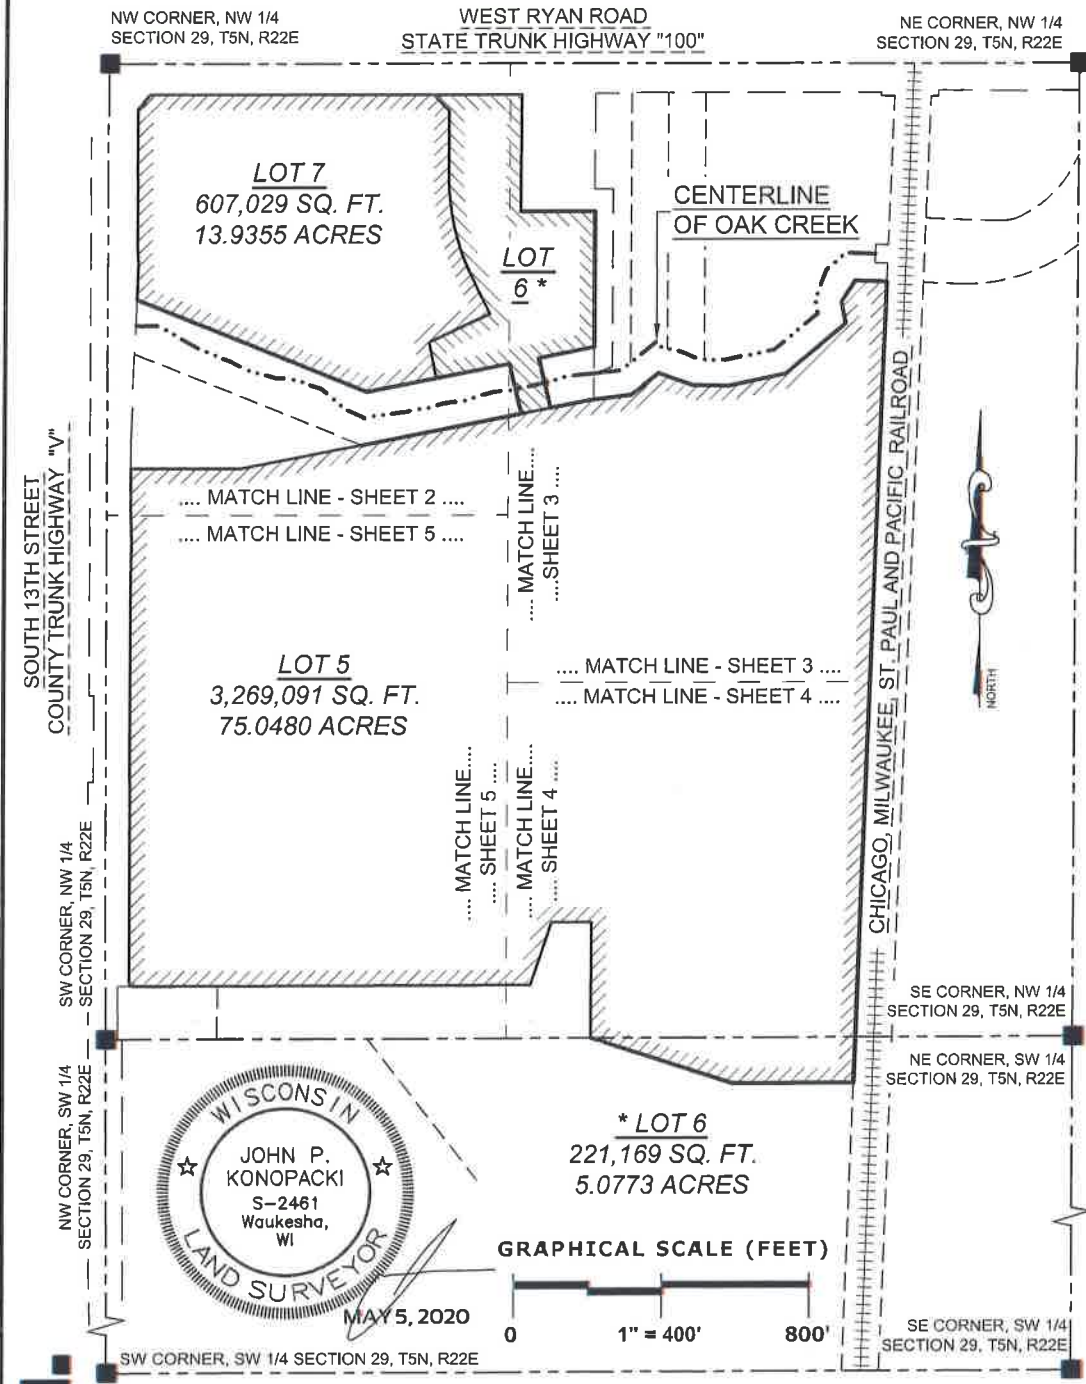 NW CORNER, NW 1/4
SECTION 29, T5N, R22E
WEST RYAN ROAD
STATE TRUNK HIGHWAY "100"
NE CORNER, NW 1/4
SECTION 29, T5N, R22E
LOT 7
607,029 SQ. FT.
13.9355 ACRES
LOT
6 *
CENTERLINE
OF OAK CREEK
SOUTH 13TH STREET
COUNTY TRUNK HIGHWAY "V"
.... MATCH LINE - SHEET 2 ....
.... MATCH LINE - SHEET 5 ....
.... MATCH LINE....
....SHEET 3 ....
CHICAGO, MILWAUKEE, ST. PAUL AND PACIFIC RAILROAD
NORTH
LOT 5
3,269,091 SQ. FT.
75.0480 ACRES
.... MATCH LINE - SHEET 3 ....
.... MATCH LINE - SHEET 4 ....
.... MATCH LINE....
.... SHEET 5 ....
.... MATCH LINE....
.... SHEET 4 ....
SW CORNER, NW 1/4
SECTION 29, T5N, R22E
SE CORNER, NW 1/4
SECTION 29, T5N, R22E
NW CORNER, SW 1/4
SECTION 29, T5N, R22E
NE CORNER, SW 1/4
SECTION 29, T5N, R22E
WISCONSIN
JOHN P.
KONOPACKI
S-2461
Waukesha,
WI
LAND SURVEYOR
MAY 5, 2020
* LOT 6
221,169 SQ. FT.
5.0773 ACRES
GRAPHICAL SCALE (FEET)
0 1" = 400' 800'
SW CORNER, SW 1/4 SECTION 29, T5N, R22E
SE CORNER, SW 1/4
SECTION 29, T5N, R22E